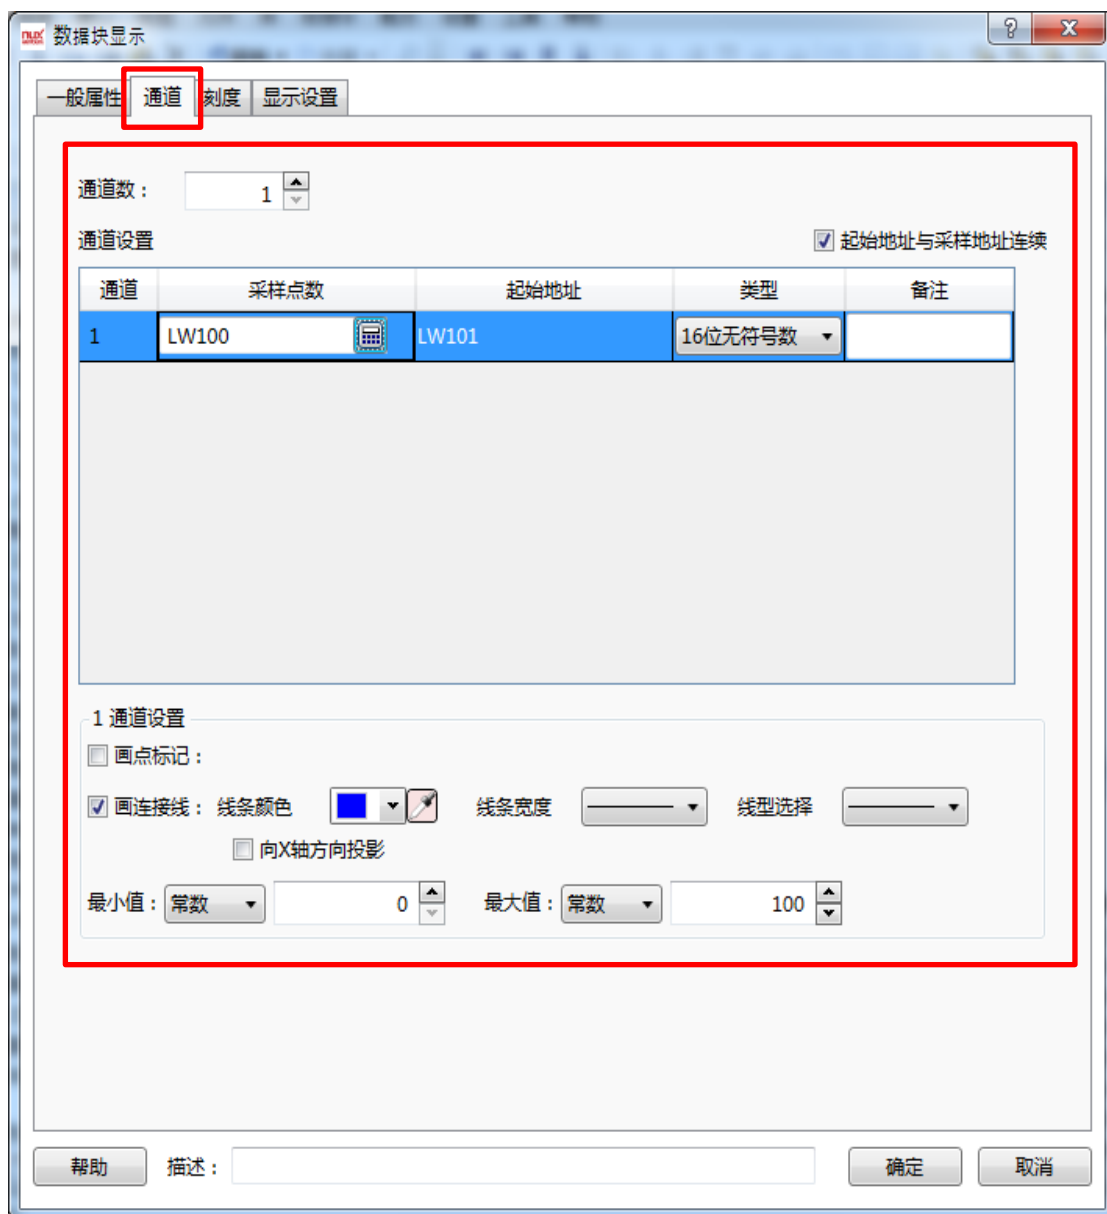 数据块显示
一般属性 通道 刻度 显示设置
通道数： 1
通道设置 起始地址与采样地址连续
通道 采样点数 起始地址 类型 备注
1 LW100 LW101 16位无符号数
1 通道设置
画点标记：
画连接线： 线条颜色 线条宽度 线型选择
向X轴方向投影
最小值： 常数 0 最大值： 常数 100
帮助 描述： 确定 取消